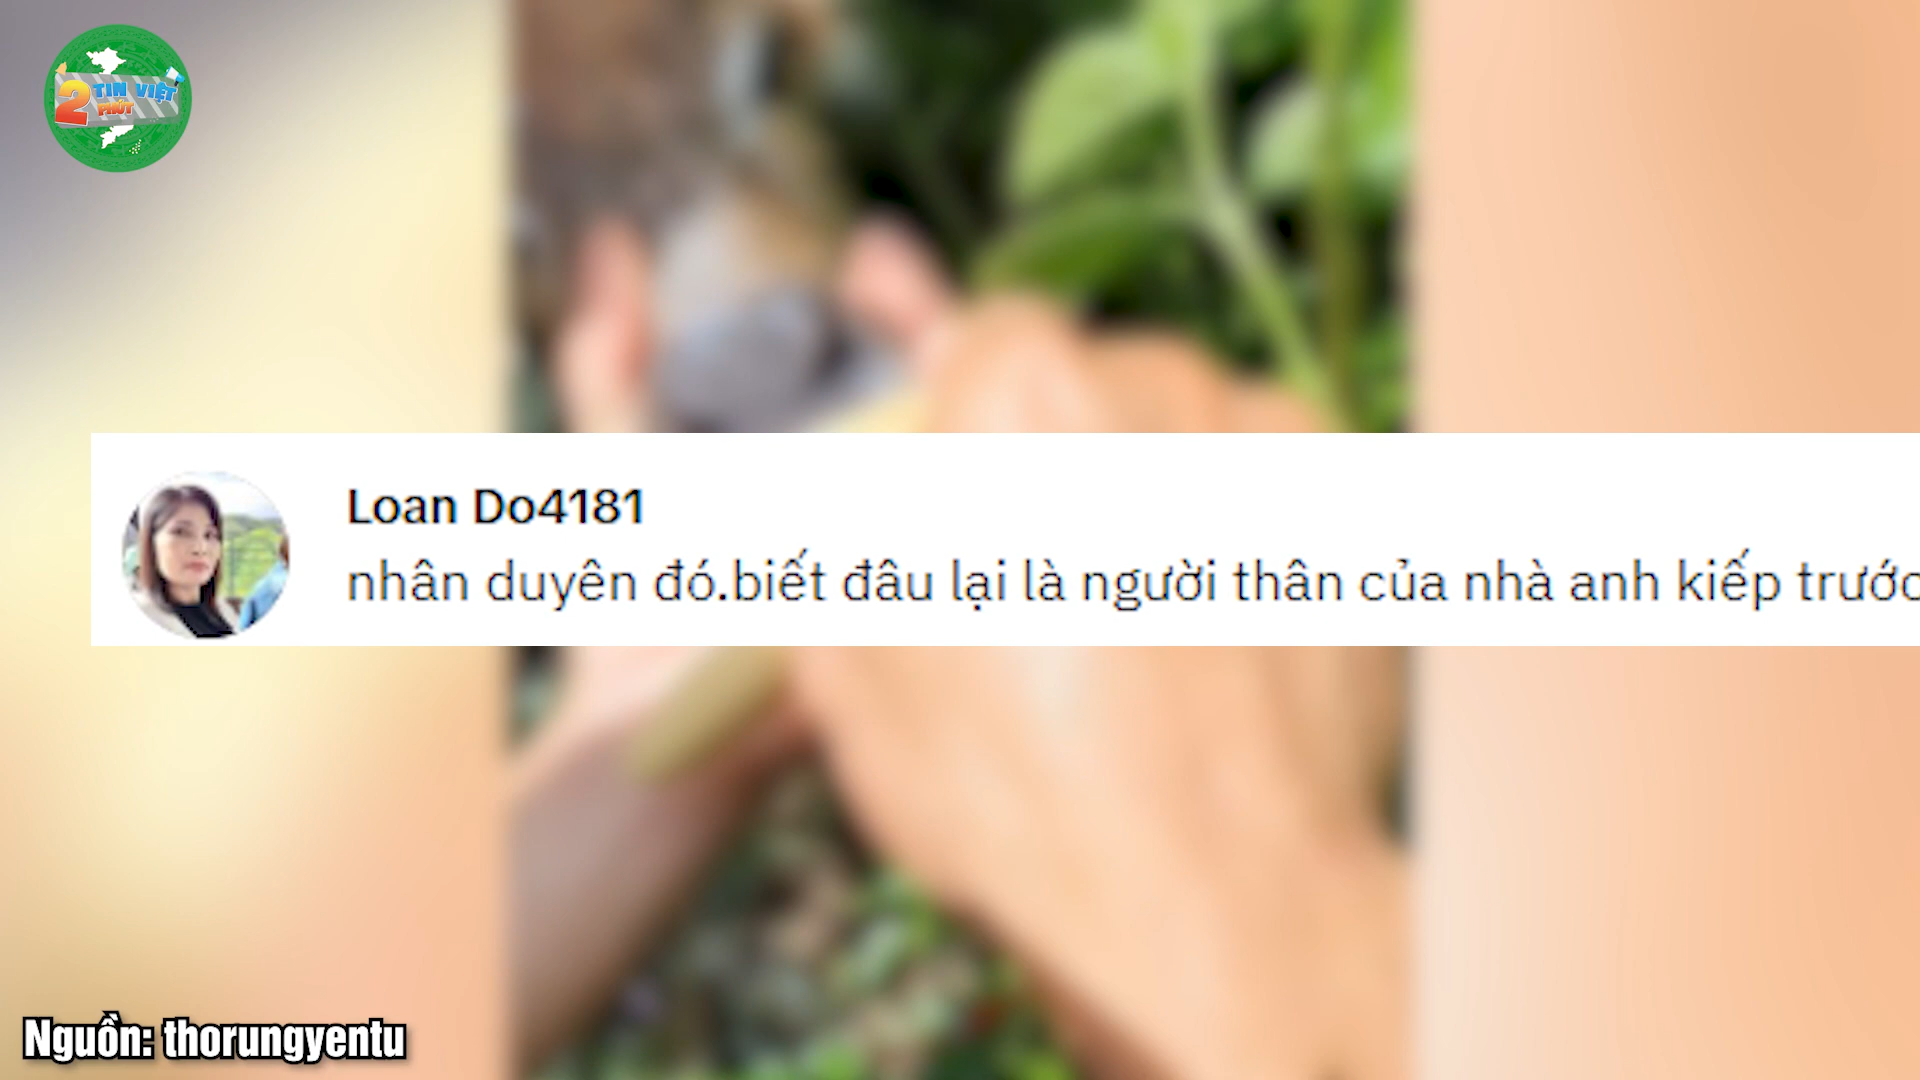 2 TIN VIỆT
PHÚT
Loan Do4181
nhân duyên đó.biết đâu lại là người thân của nhà anh kiếp trước
Nguồn: thorungyentu